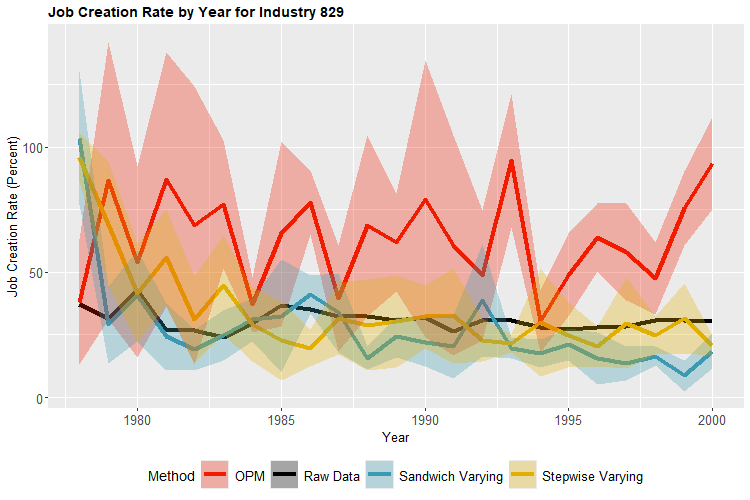 Job Creation Rate by Year for Industry 829
Job Creation Rate (Percent)
100
50
0
1980 1985 1990 1995 2000
Year
Method OPM Raw Data Sandwich Varying Stepwise Varying